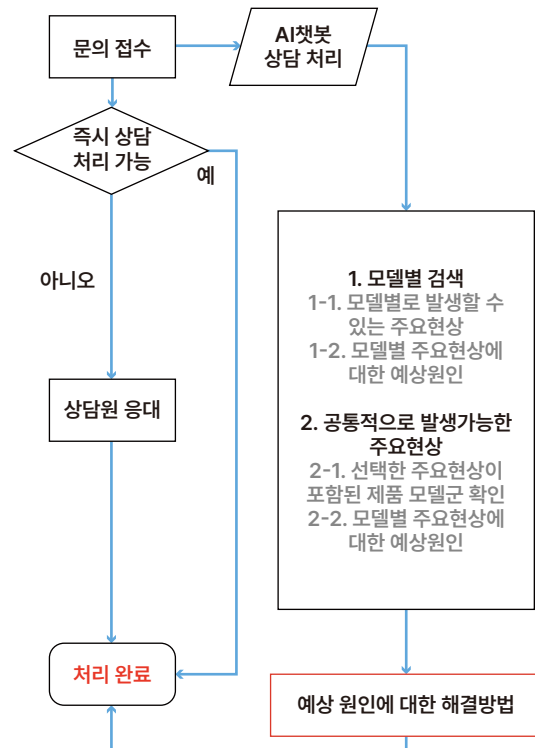 문의 접수
AI챗봇
상담 처리
즉시 상담
처리 가능
예
아니오
상담원 응대
처리 완료
1. 모델별 검색
1-1. 모델별로 발생할 수
있는 주요현상
1-2. 모델별 주요현상에
대한 예상원인
2. 공통적으로 발생가능한
주요현상
2-1. 선택한 주요현상이
포함된 제품 모델군 확인
2-2. 모델별 주요현상에
대한 예상원인
예상 원인에 대한 해결방법